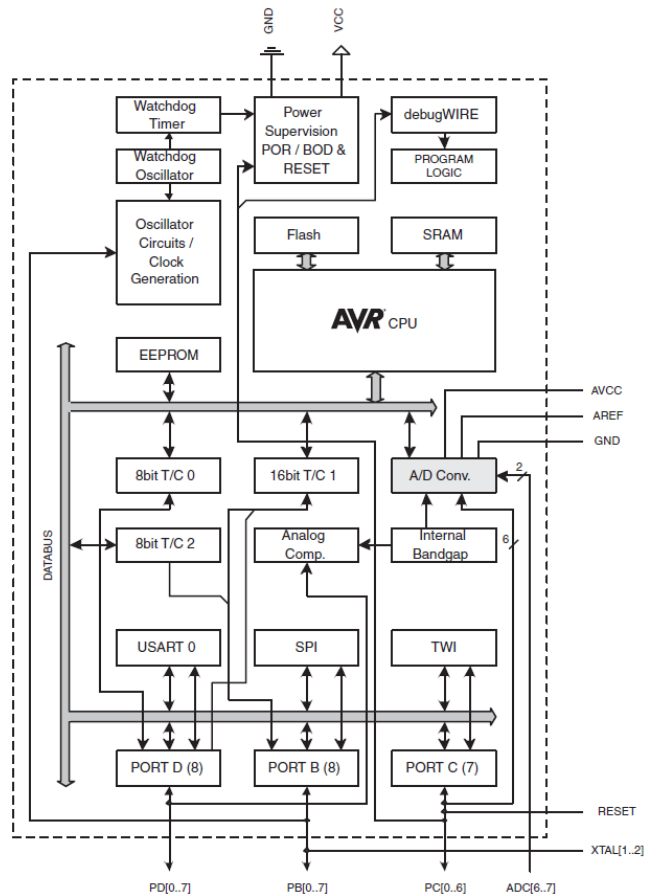 GND
VCC
Watchdog
Timer
Power
Supervision
POR / BOD &
RESET
debugWIRE
Watchdog
Oscillator
PROGRAM
LOGIC
Oscillator
Circuits /
Clock
Generation
Flash
SRAM
AVR CPU
EEPROM
AVCC
AREF
GND
8bit T/C 0
16bit T/C 1
A/D Conv.
2
8bit T/C 2
Analog
Comp.
Internal
Bandgap
6
DATABUS
USART 0
SPI
TWI
PORT D (8)
PORT B (8)
PORT C (7)
RESET
XTAL[1..2]
PD[0..7]
PB[0..7]
PC[0..6]
ADC[6..7]